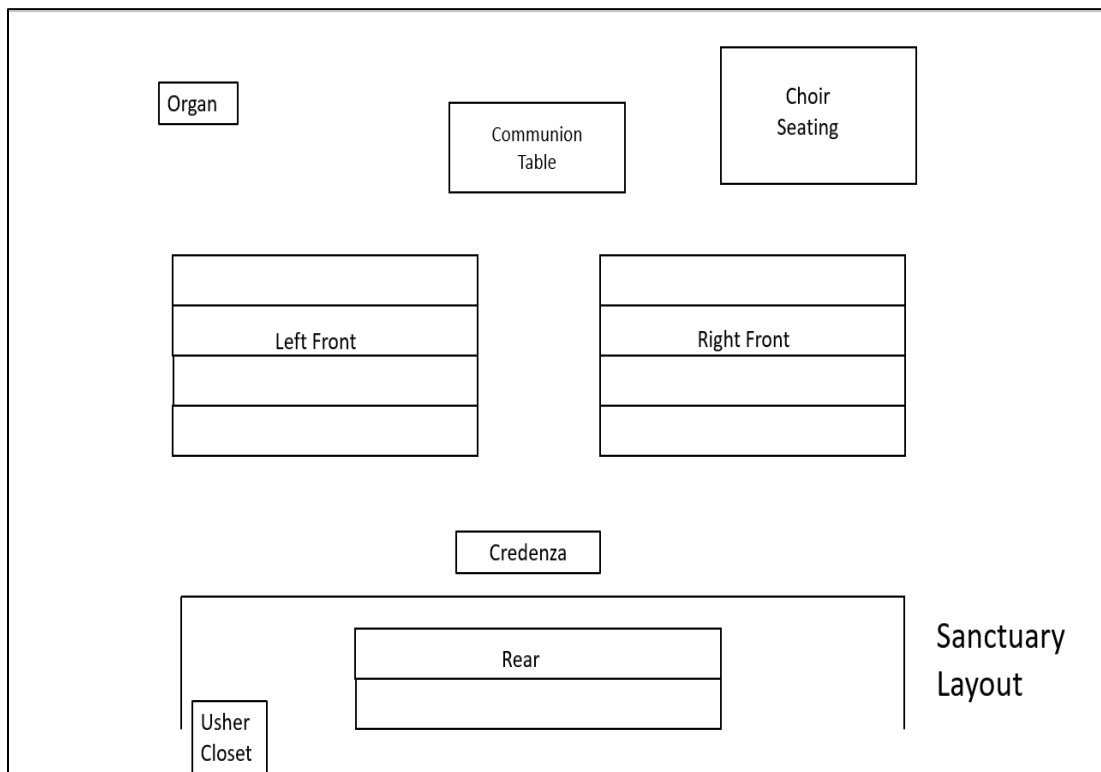 Organ
Communion
Table
Choir
Seating
Left Front
Right Front
Credenza
Rear
Usher
Closet
Sanctuary
Layout